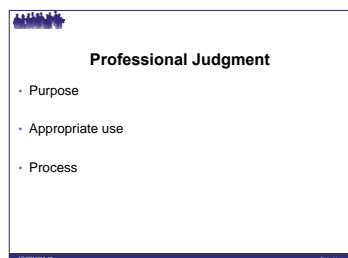 Professional Judgment
• Purpose
• Appropriate use
• Process